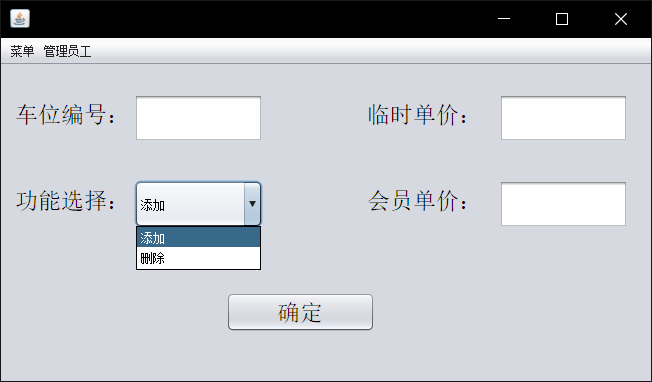 菜单 管理员工
车位编号： 临时单价：
功能选择： 添加 会员单价：
添加
删除
确定